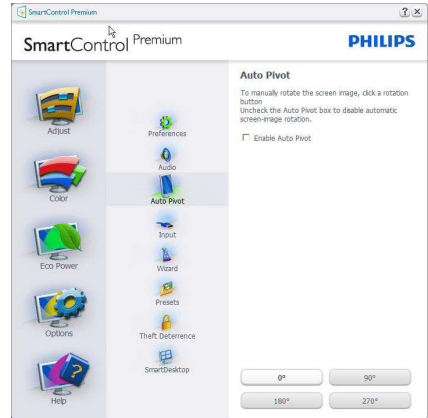 SmartControl Premium
? ×
SmartControl Premium
PHILIPS
Adjust
Color
Eco Power
Options
Help
Preferences
Audio
Auto Pivot
Input
Wizard
Presets
Theft Deterrence
SmartDesktop
Auto Pivot
To manually rotate the screen image, click a rotation
button
Uncheck the Auto Pivot box to disable automatic
screen-image rotation.
Enable Auto Pivot
0° 90°
180° 270°